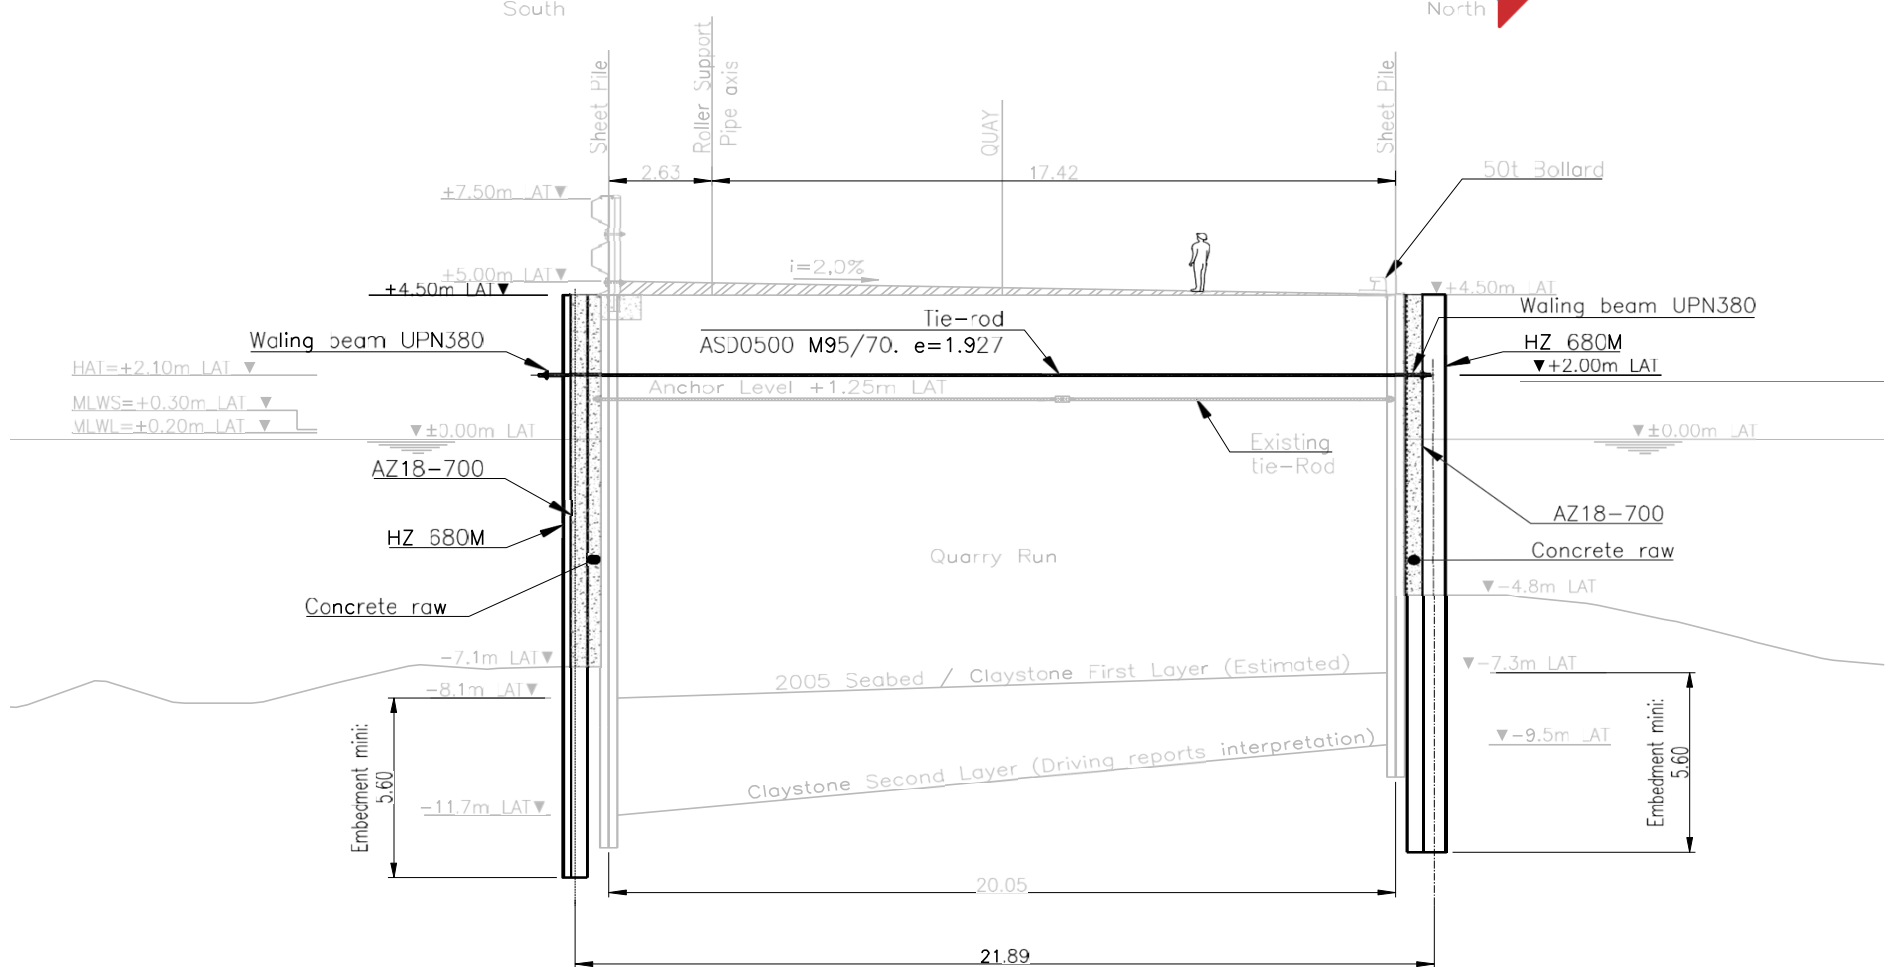 South
North
Sheet Pile
Roller Support
Pipe axis
QUAY
Sheet Pile
2.63
17.42
50t Bollard
+7.50m LAT
+5.00m LAT
i=2,0%
+4.50m LAT
+4.50m LAT
Waling beam UPN380
Tie-rod
ASD0500 M95/70. e=1.927
Waling beam UPN380
HZ 680M
+2.00m LAT
HAT=+2.10m LAT
Anchor Level +1.25m LAT
MLWS=+0.30m LAT
MLWL=+0.20m LAT
±0.00m LAT
±0.00m LAT
Existing
tie-Rod
AZ18-700
HZ 680M
AZ18-700
Concrete raw
Quarry Run
Concrete raw
-4.8m LAT
-7.1m LAT
-8.1m LAT
2005 Seabed / Claystone First Layer (Estimated)
-7.3m LAT
Embedment mini:
5.60
-9.5m LAT
Embedment mini:
5.60
Claystone Second Layer (Driving reports interpretation)
-11.7m LAT
20.05
21.89